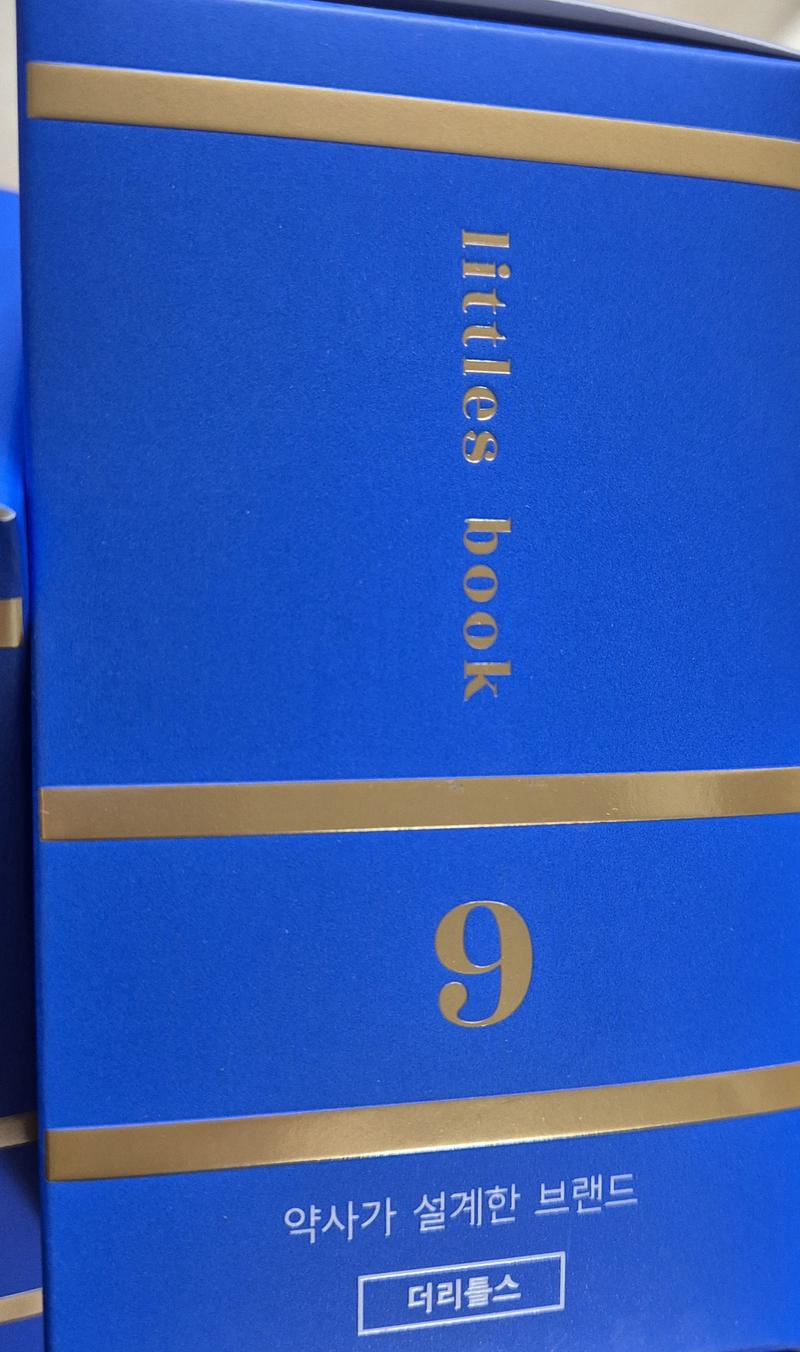 littles book
9
약사가 설계한 브랜드
더리틀스